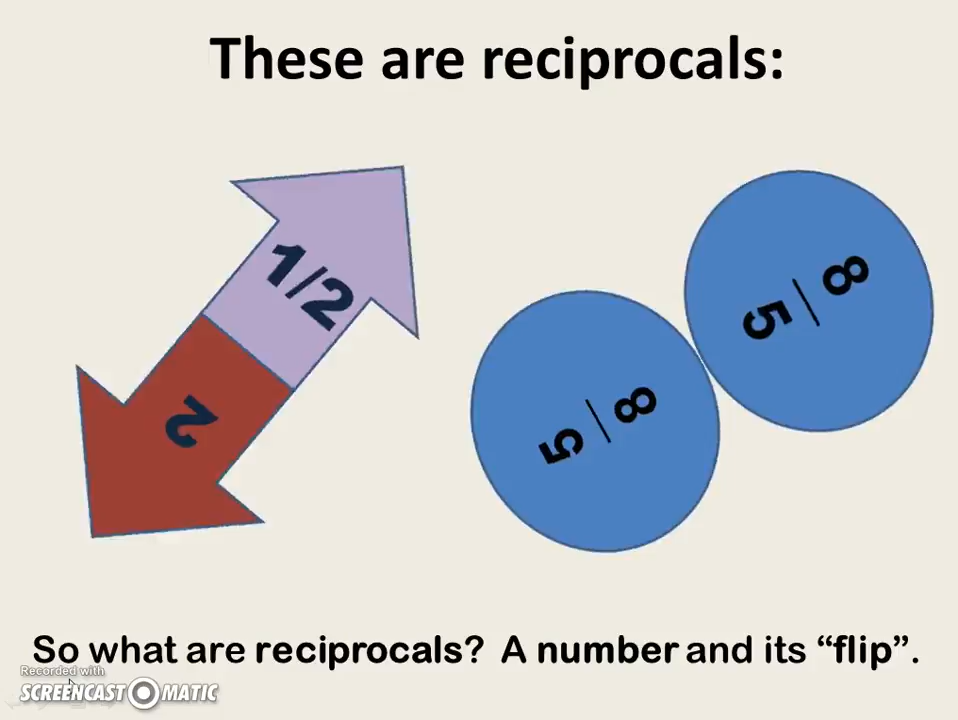 These are reciprocals:
1/2
2
8
5
5
8
So what are reciprocals? A number and its “flip”.
Recorded with
SCREENCAST MATIC